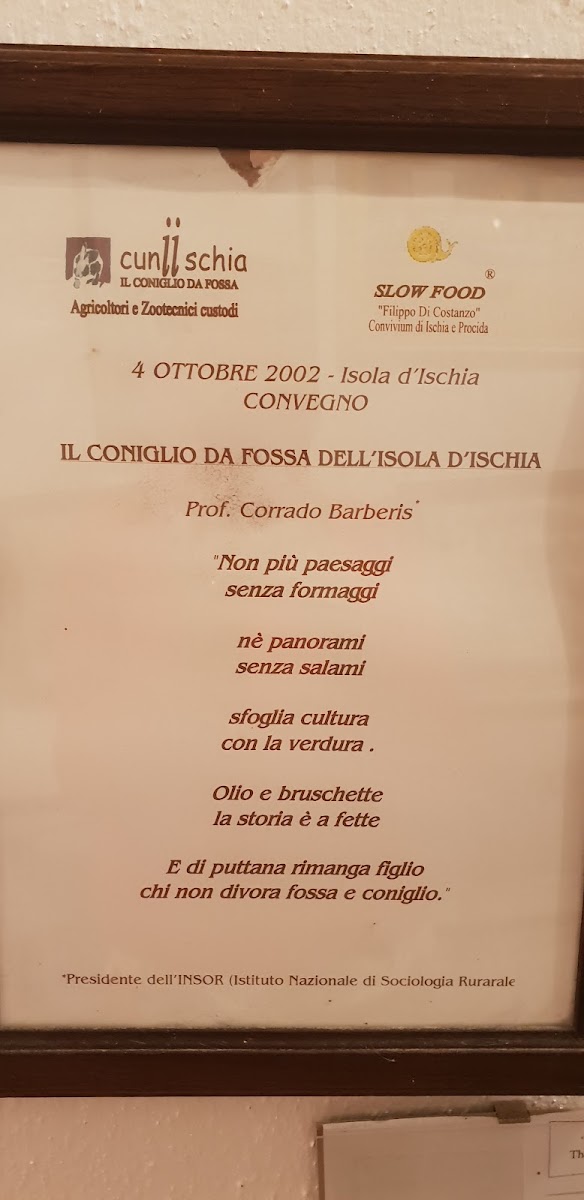 cuniischia
IL CONIGLIO DA FOSSA
Agricoltori e Zootecnici custodi
®
SLOW FOOD
"Filippo Di Costanzo"
Convivium di Ischia e Procida
4 OTTOBRE 2002 - Isola d'Ischia
CONVEGNO
IL CONIGLIO DA FOSSA DELL'ISOLA D'ISCHIA
Prof. Corrado Barberis*
"Non più paesaggi
senza formaggi
nè panorami
senza salami
sfoglia cultura
con la verdura .
Olio e bruschette
la storia è a fette
E di puttana rimanga figlio
chi non divora fossa e coniglio."
*Presidente dell'INSOR (Istituto Nazionale di Sociologia Rurarale
Th